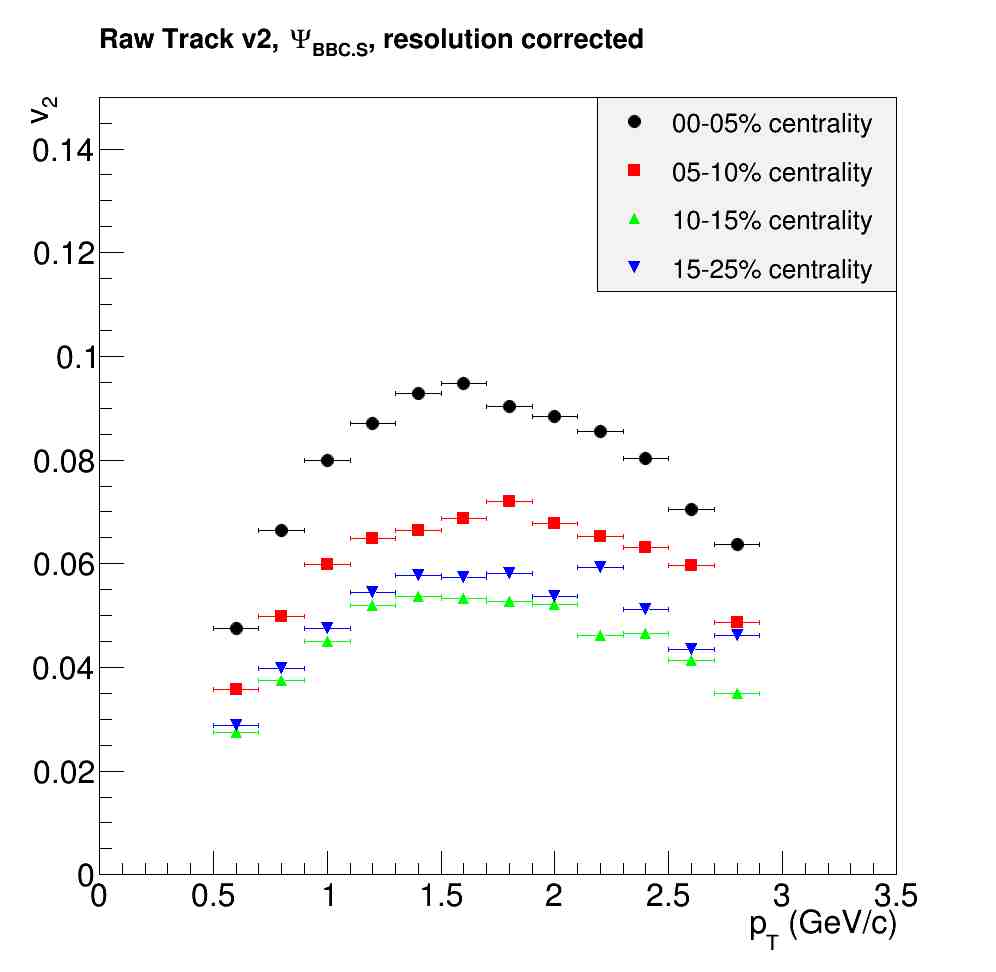 Raw Track v2, Ψ_BBC.S, resolution corrected
v₂
00-05% centrality
05-10% centrality
10-15% centrality
15-25% centrality
0.14
0.12
0.1
0.08
0.06
0.04
0.02
0
0 0.5 1 1.5 2 2.5 3 3.5
p_T (GeV/c)